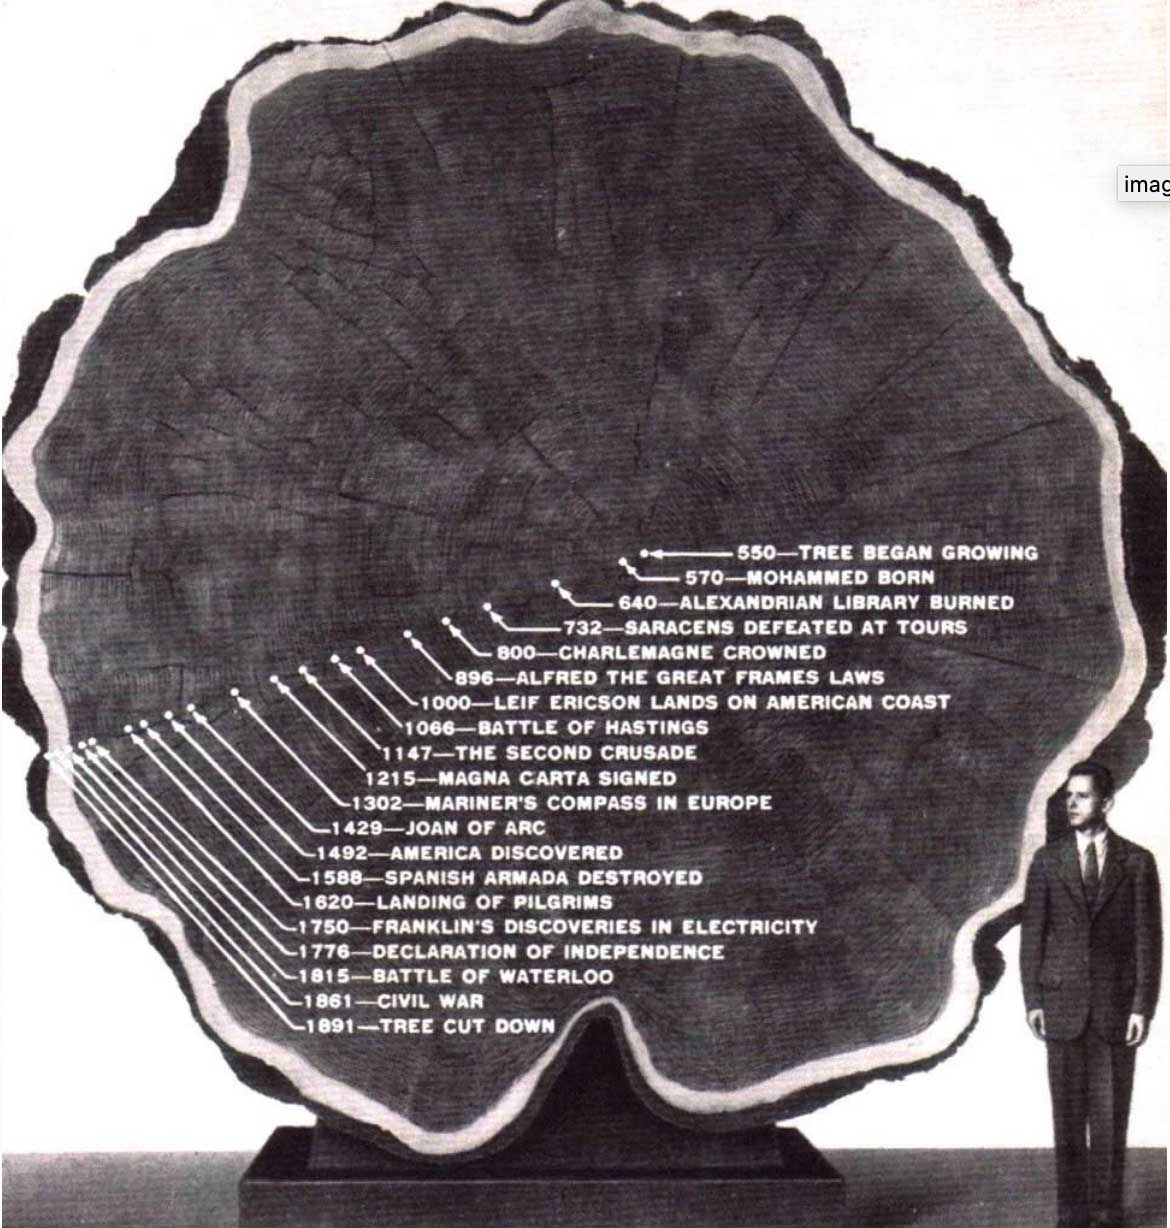 imag
550—TREE BEGAN GROWING
570—MOHAMMED BORN
640—ALEXANDRIAN LIBRARY BURNED
732—SARACENS DEFEATED AT TOURS
800—CHARLEMAGNE CROWNED
896—ALFRED THE GREAT FRAMES LAWS
1000—LEIF ERICSON LANDS ON AMERICAN COAST
1066—BATTLE OF HASTINGS
1147—THE SECOND CRUSADE
1215—MAGNA CARTA SIGNED
1302—MARINER'S COMPASS IN EUROPE
1429—JOAN OF ARC
1492—AMERICA DISCOVERED
1588—SPANISH ARMADA DESTROYED
1620—LANDING OF PILGRIMS
1750—FRANKLIN'S DISCOVERIES IN ELECTRICITY
1776—DECLARATION OF INDEPENDENCE
1815—BATTLE OF WATERLOO
1861—CIVIL WAR
1891—TREE CUT DOWN